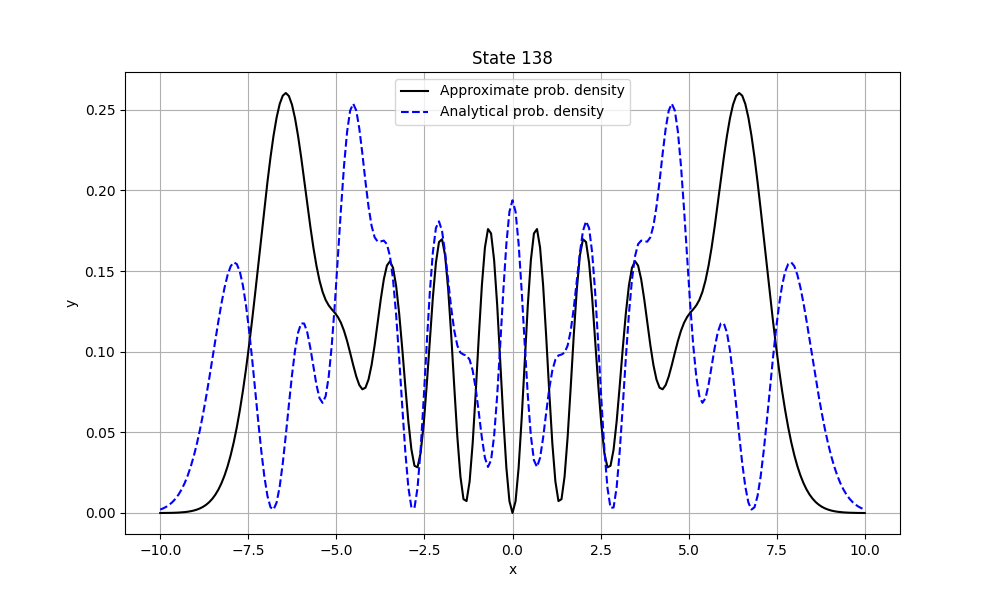 State 138
Approximate prob. density
Analytical prob. density
0.25
0.20
0.15
0.10
0.05
0.00
y
−10.0 −7.5 −5.0 −2.5 0.0 2.5 5.0 7.5 10.0
x